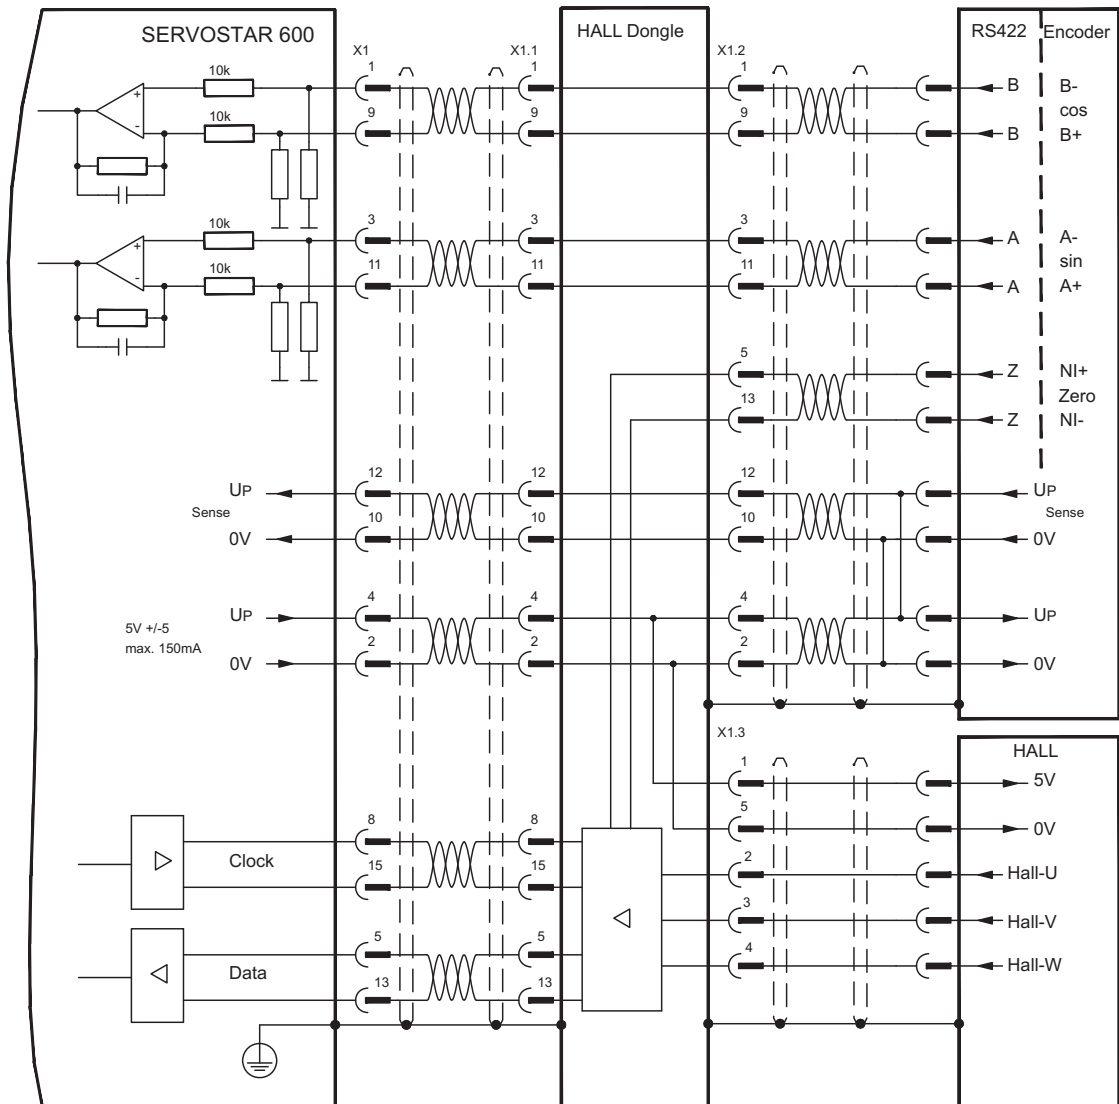 SERVOSTAR 600
HALL Dongle
RS422 Encoder
X1
X1.1
X1.2
10k
1
1
1
B
B-
cos
10k
9
9
9
B
B+
10k
3
3
3
A
A-
sin
10k
11
11
11
A
A+
5
Z
NI+
Zero
13
Z
NI-
UP
12
12
12
UP
Sense
Sense
0V
10
10
10
0V
UP
4
4
4
UP
5V +/-5
max. 150mA
0V
2
2
2
0V
X1.3
HALL
1
5V
5
0V
8
8
Clock
2
Hall-U
15
15
3
Hall-V
5
5
Data
4
Hall-W
13
13